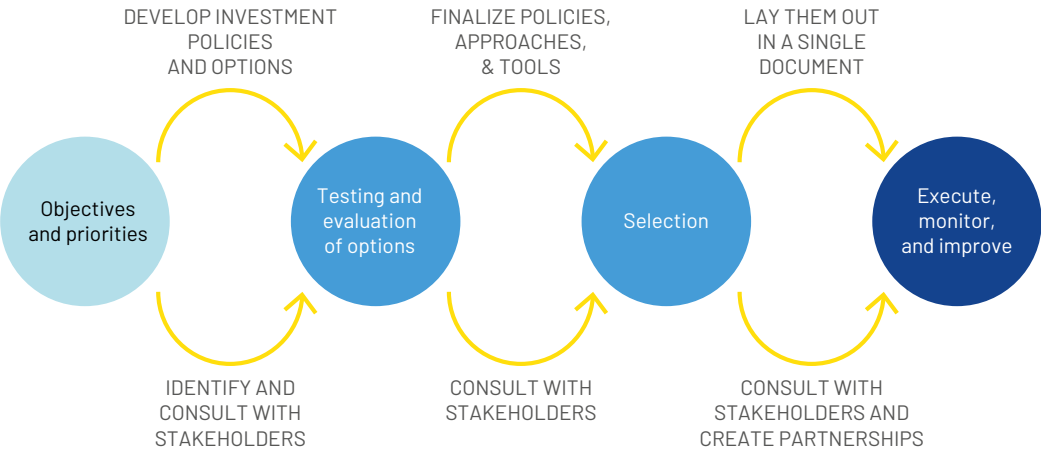 DEVELOP INVESTMENT
POLICIES
AND OPTIONS
FINALIZE POLICIES,
APPROACHES,
& TOOLS
LAY THEM OUT
IN A SINGLE
DOCUMENT
Objectives
and priorities
Testing and
evaluation
of options
Selection
Execute,
monitor,
and improve
IDENTIFY AND
CONSULT WITH
STAKEHOLDERS
CONSULT WITH
STAKEHOLDERS
CONSULT WITH
STAKEHOLDERS AND
CREATE PARTNERSHIPS